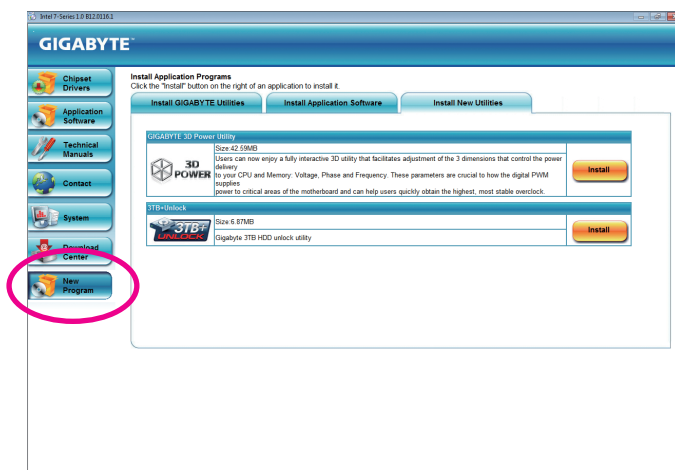 Intel 7-Series 1.0 B12.0116.1
GIGABYTE™
Chipset
Drivers
Application
Software
Technical
Manuals
Contact
System
Download
Center
New
Program
Install Application Programs
Click the "Install" button on the right of an application to install it.
Install GIGABYTE Utilities
Install Application Software
Install New Utilities
GIGABYTE 3D Power Utility
3D
POWER
Size:42.59MB
Users can now enjoy a fully interactive 3D utility that facilitates adjustment of the 3 dimensions that control the power
delivery
to your CPU and Memory: Voltage, Phase and Frequency. These parameters are crucial to how the digital PWM
supplies
power to critical areas of the motherboard and can help users quickly obtain the highest, most stable overclock.
Install
3TB+Unlock
3TB+
UNLOCK
Size:6.87MB
Gigabyte 3TB HDD unlock utility
Install